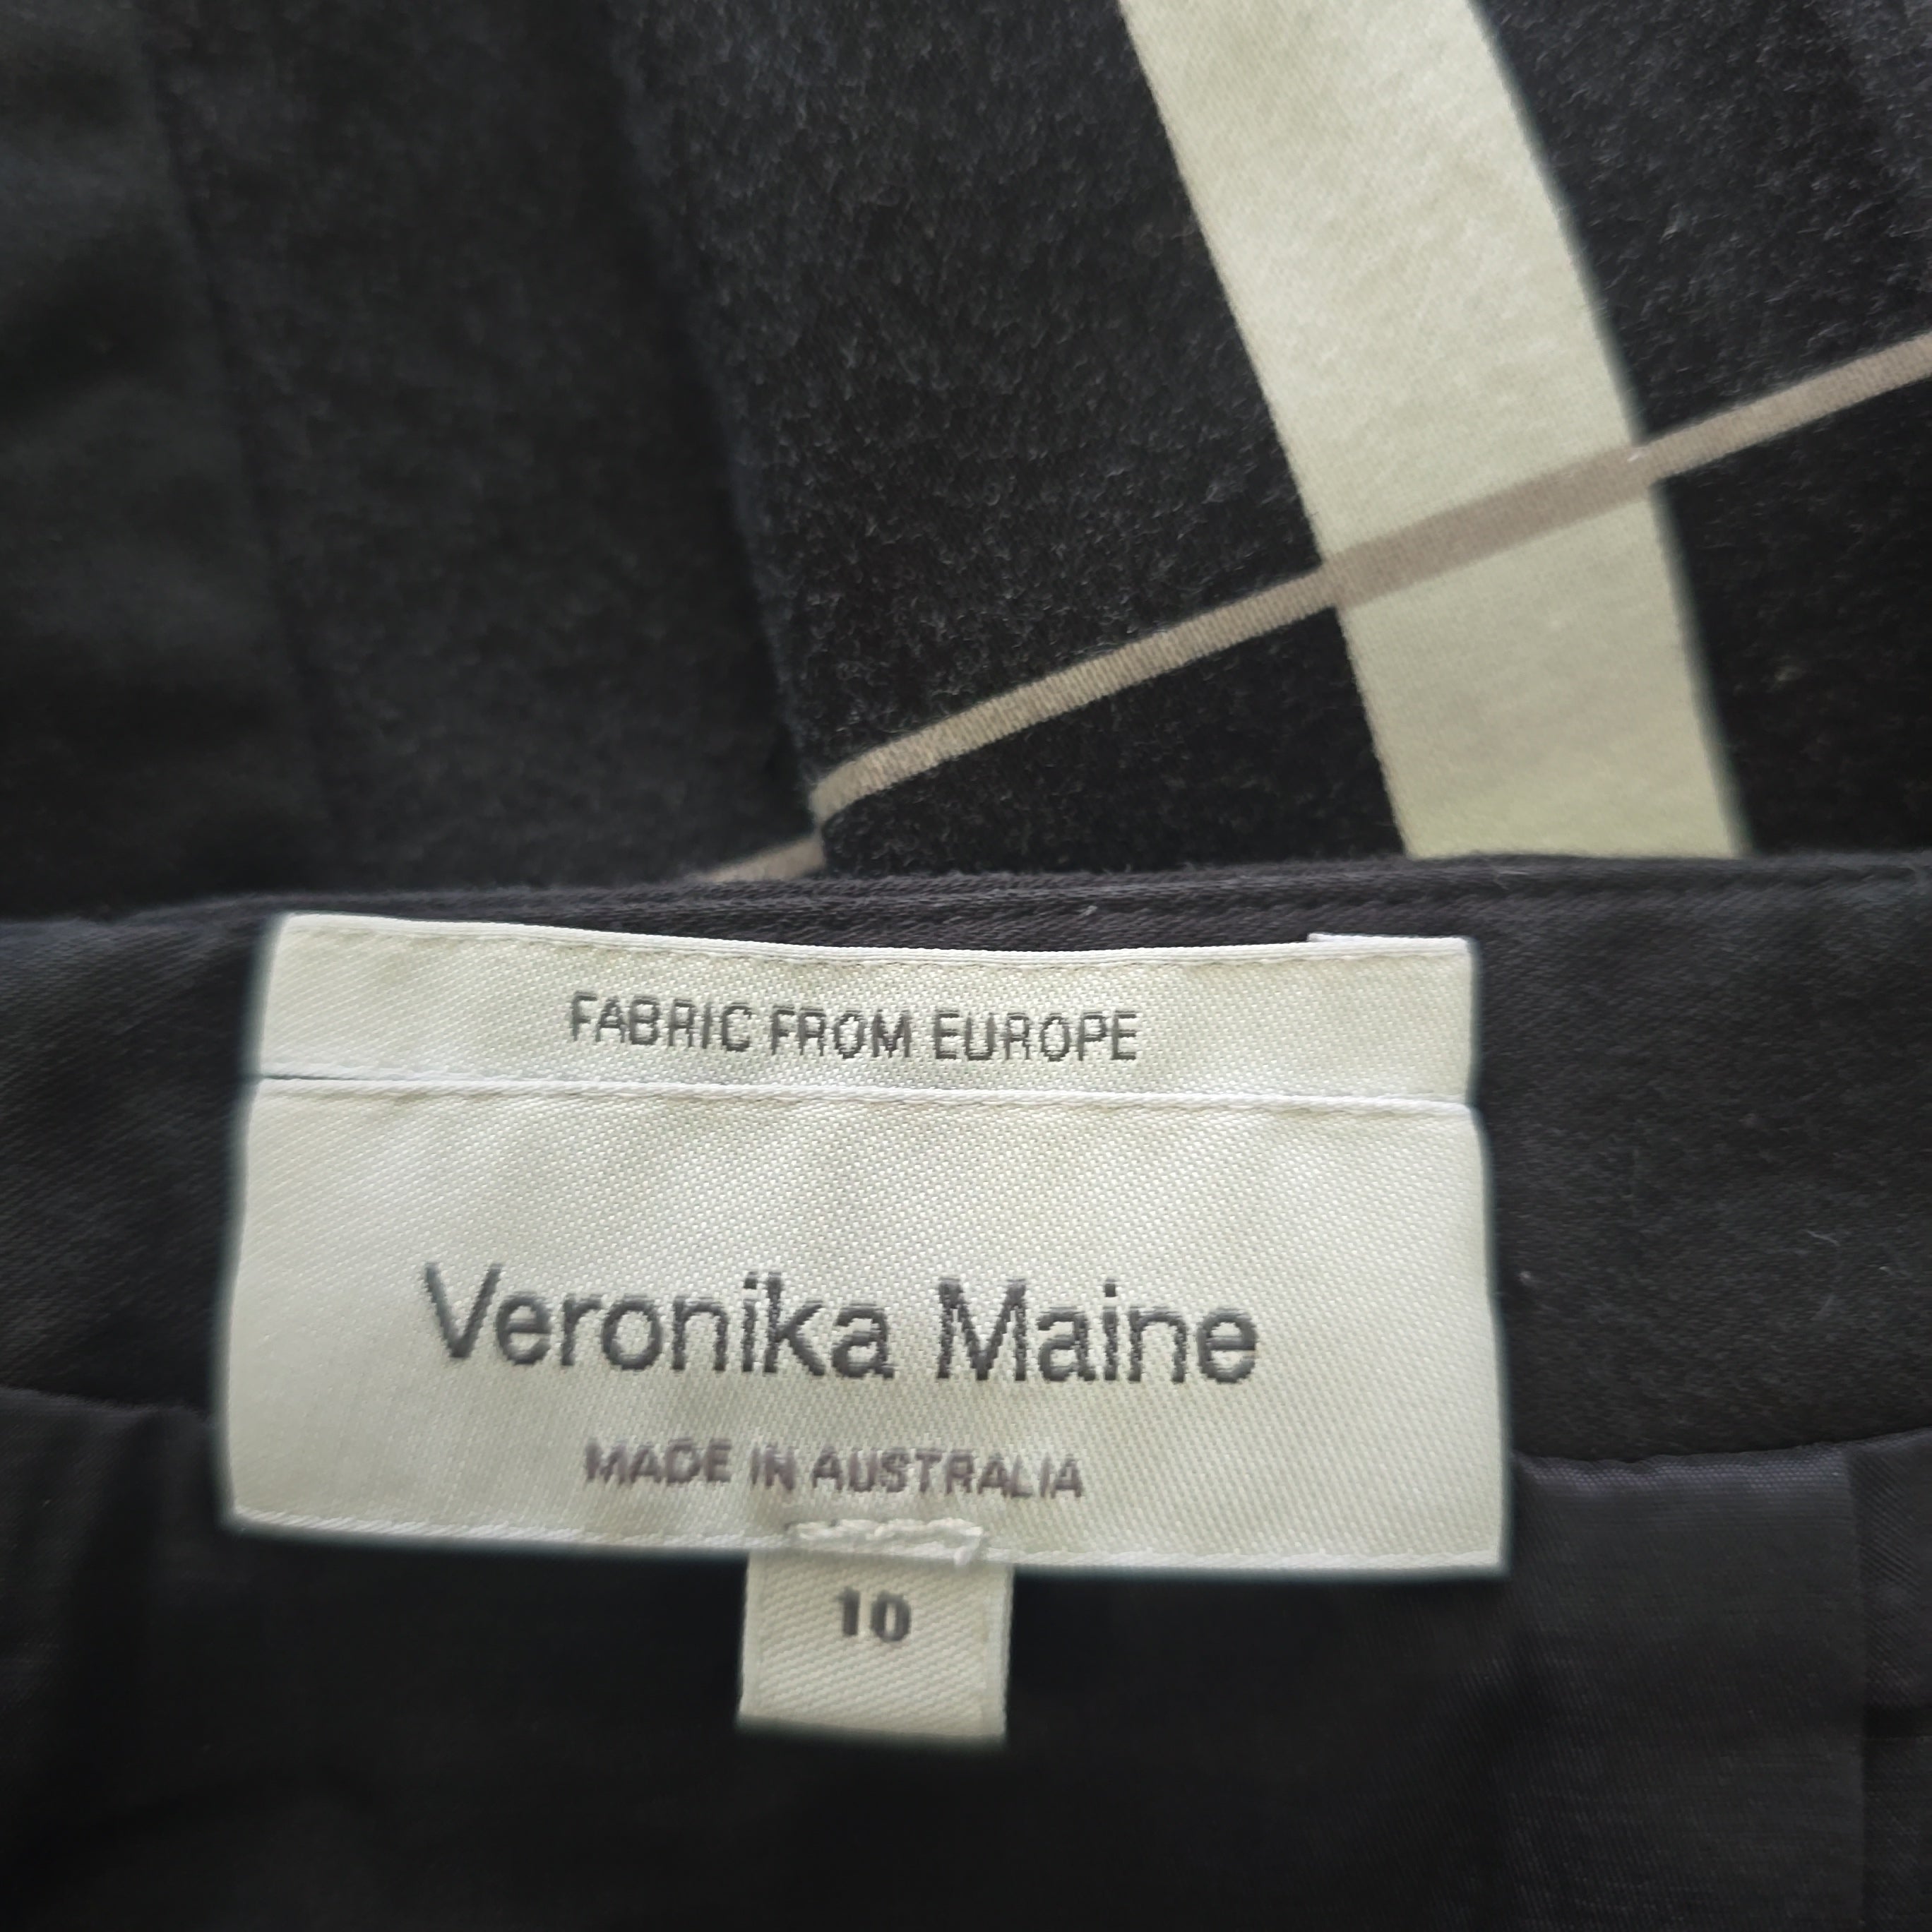 FABRIC FROM EUROPE
Veronika Maine
MADE IN AUSTRALIA
10